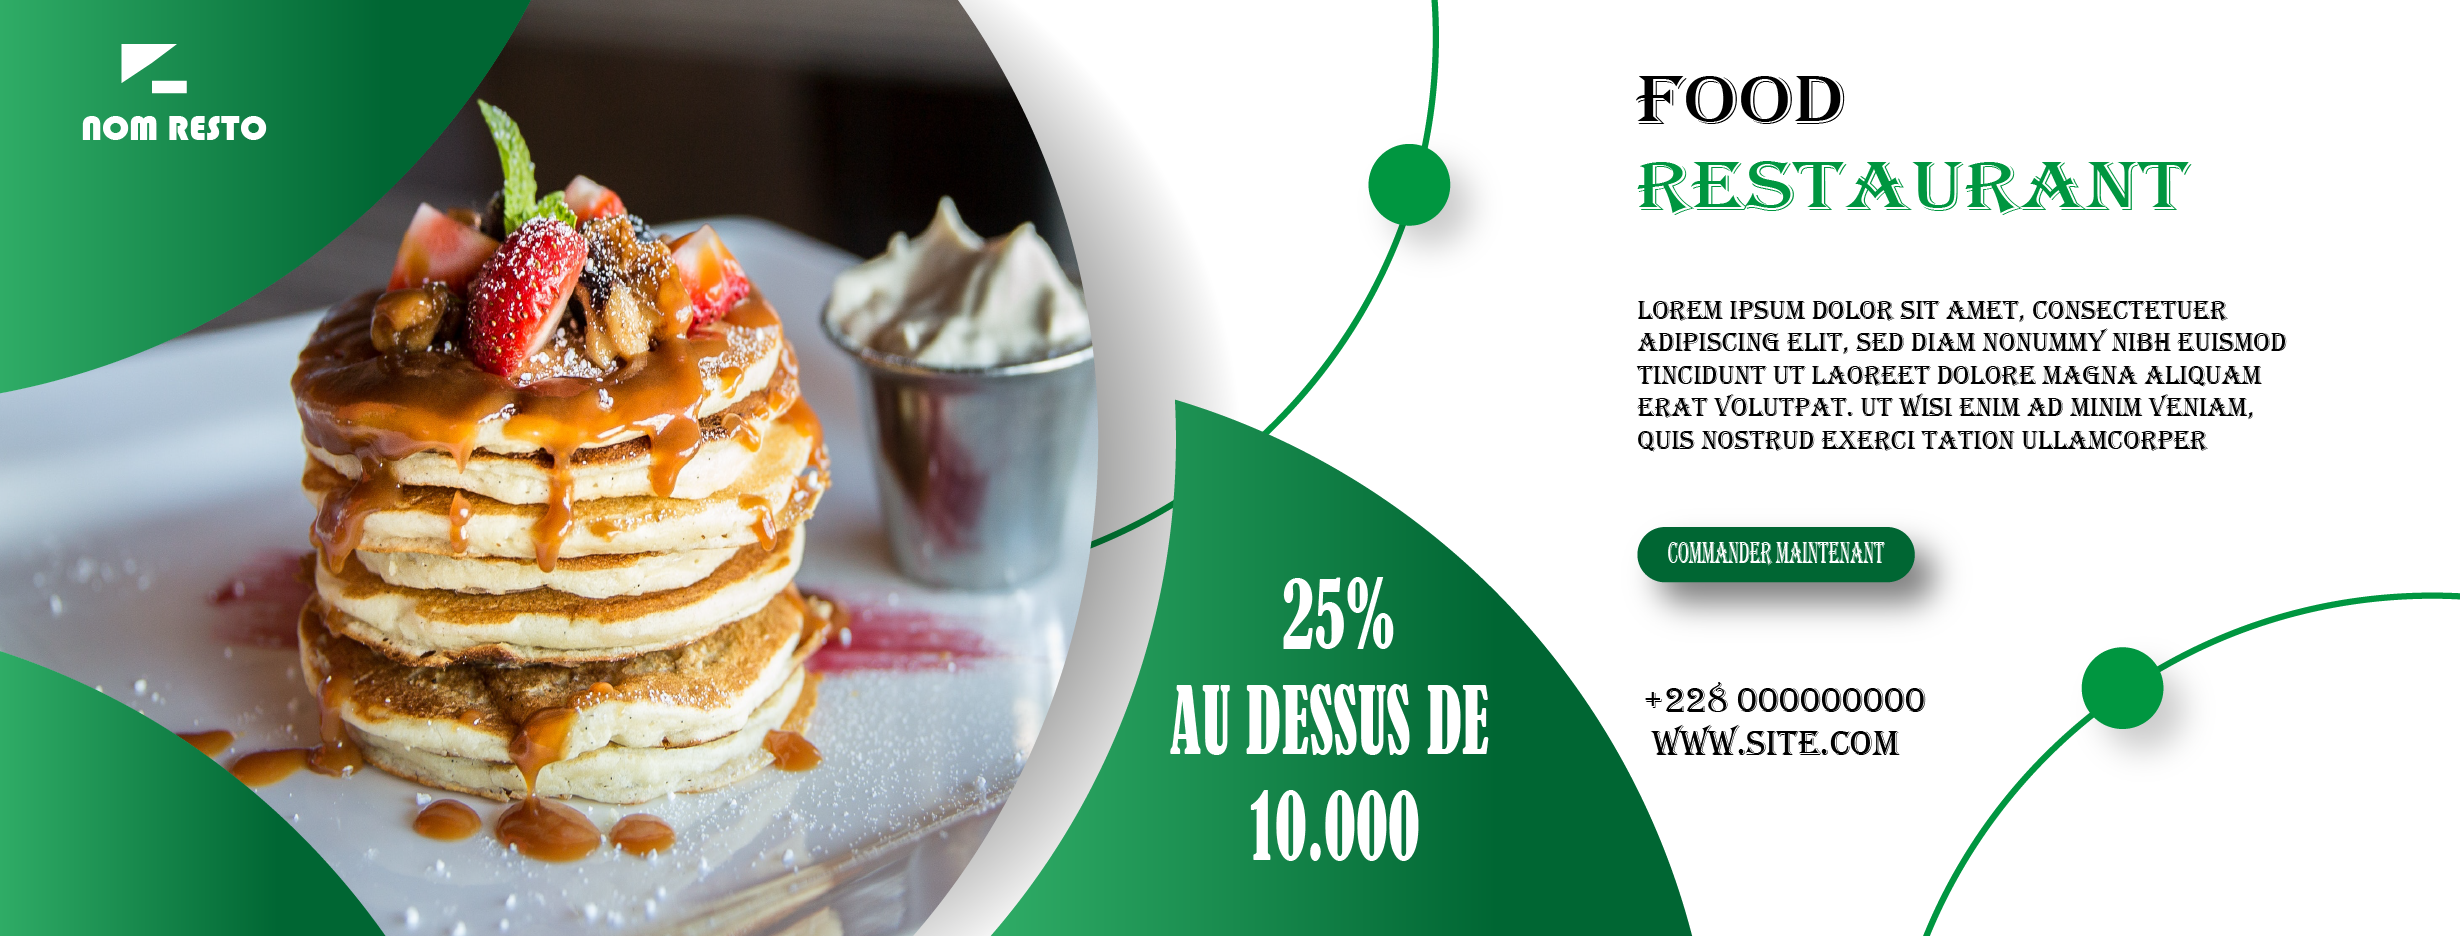 NOM RESTO
FOOD
RESTAURANT
LOREM IPSUM DOLOR SIT AMET, CONSECTETUER
ADIPISCING ELIT, SED DIAM NONUMMY NIBH EUISMOD
TINCIDUNT UT LAOREET DOLORE MAGNA ALIQUAM
ERAT VOLUTPAT. UT WISI ENIM AD MINIM VENIAM,
QUIS NOSTRUD EXERCI TATION ULLAMCORPER
COMMANDER MAINTENANT
25%
AU DESSUS DE
10.000
+228 000000000
WWW.SITE.COM